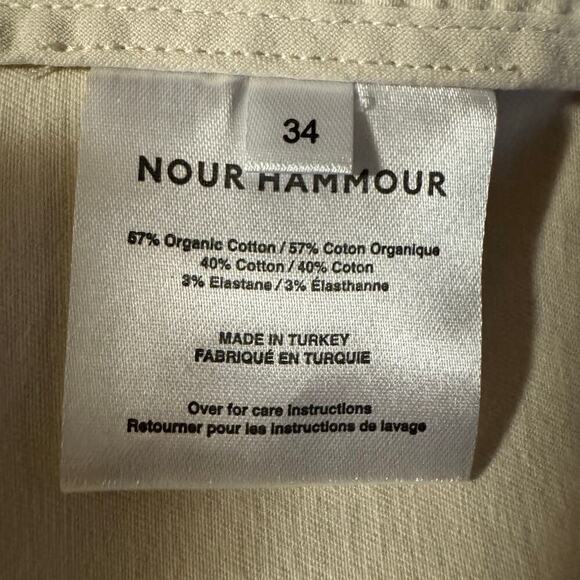 34
NOUR HAMMOUR
57% Organic Cotton / 57% Coton Organique
40% Cotton / 40% Coton
3% Elastane / 3% Élasthanne
MADE IN TURKEY
FABRIQUÉ EN TURQUIE
Over for care instructions
Retourner pour les instructions de lavage